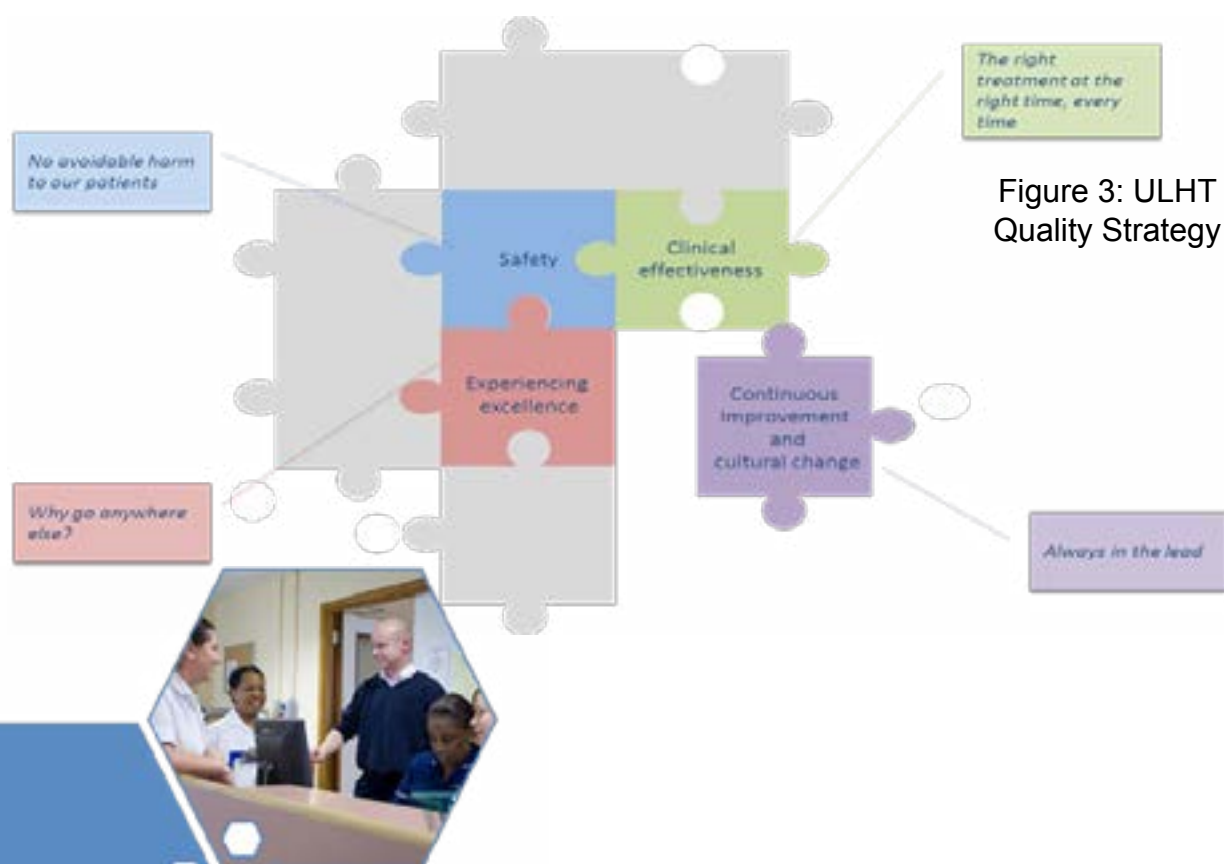 The right
treatment at the
right time, every
time
No avoidable harm
to our patients
Figure 3: ULHT
Quality Strategy
Safety
Clinical
effectiveness
Experiencing
excellence
Continuous
improvement
and
cultural change
Why go anywhere
else?
Always in the lead